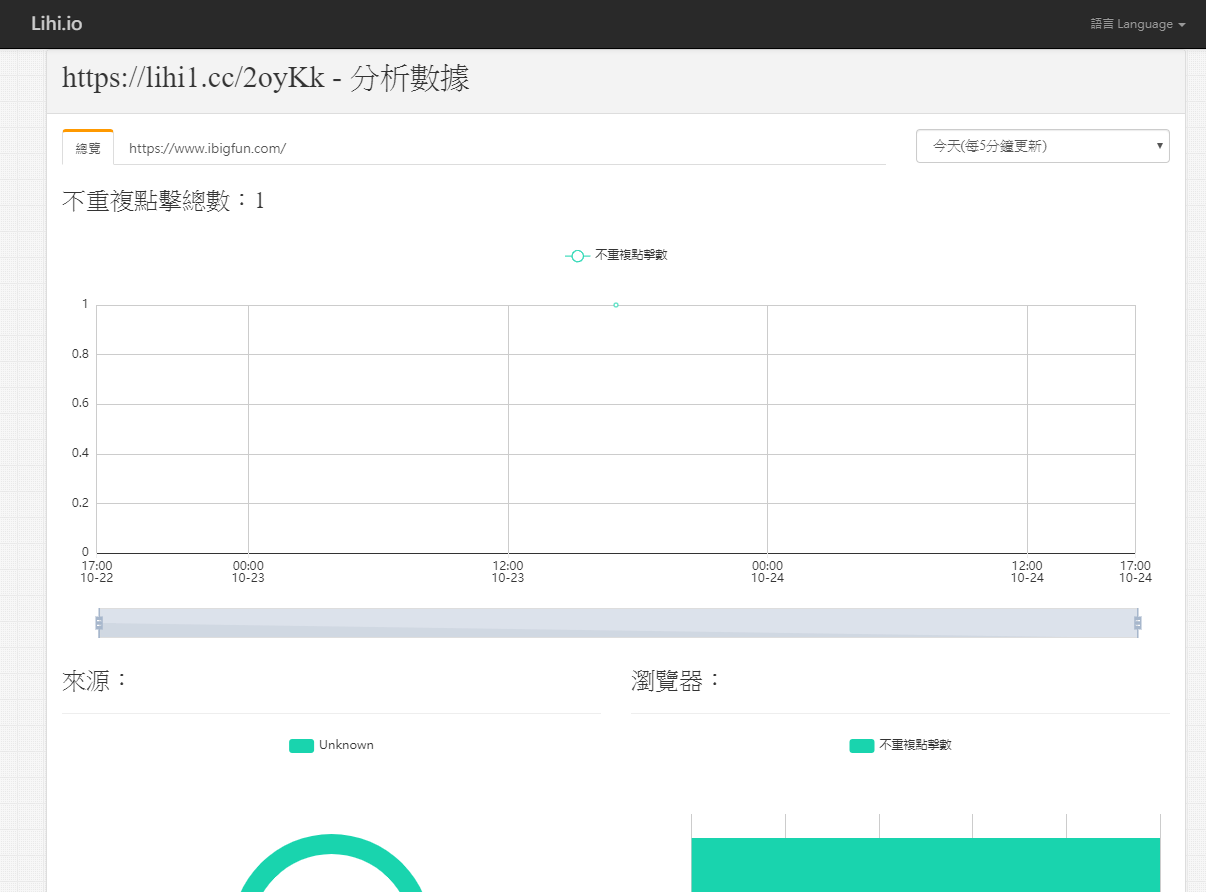 Lihi.io
語言 Language
https://lihi1.cc/2oyKk - 分析數據
總覽
https://www.ibigfun.com/
今天(每5分鐘更新)
不重複點擊總數：1
不重複點擊數
1
0.8
0.6
0.4
0.2
0
17:00 00:00 12:00 00:00 12:00 17:00
10-22 10-23 10-23 10-24 10-24 10-24
來源：
瀏覽器：
Unknown
不重複點擊數